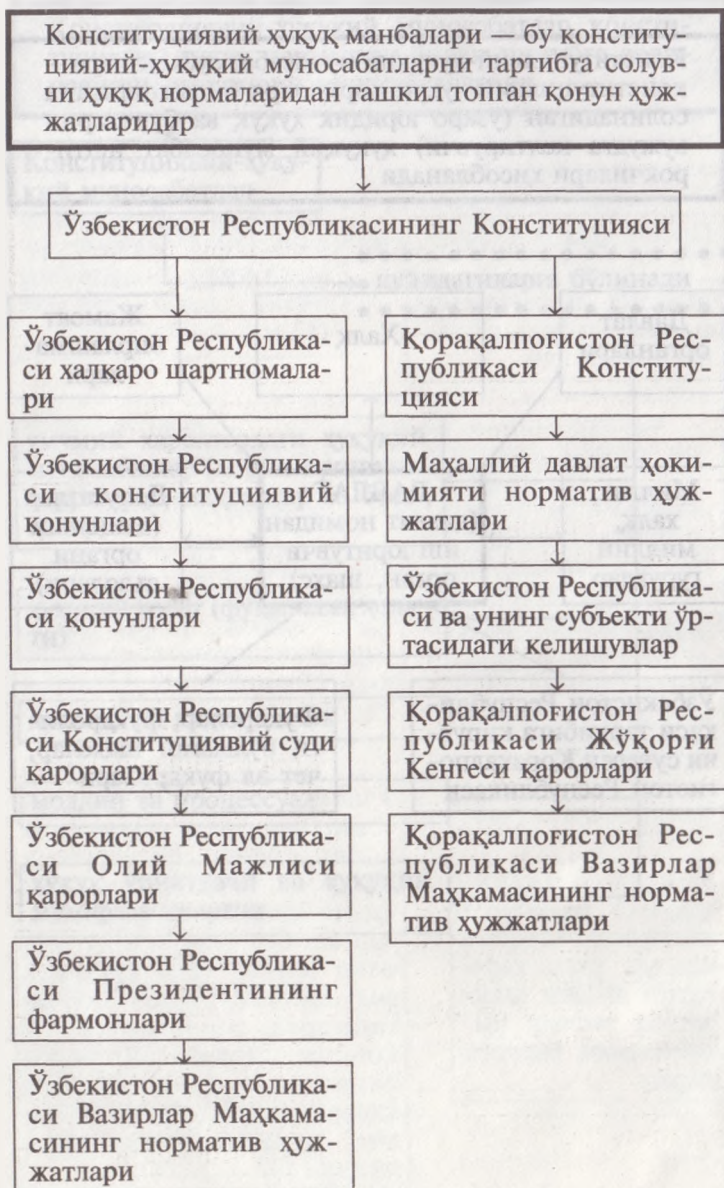 Конституциявий ҳуқуқ манбалари — бу конститу-
циявий-ҳуқуқий муносабатларни тартибга солув-
чи ҳуқуқ нормаларидан ташкил топган қонун ҳуж-
жатларидир
Ўзбекистон Республикасининг Конституцияси
Ўзбекистон Республика-
си халқаро шартномала-
ри
Ўзбекистон Республика-
си конституциявий
қонунлари
Ўзбекистон Республика-
си қонунлари
Ўзбекистон Республика-
си Конституциявий суди
қарорлари
Ўзбекистон Республика-
си Олий Мажлиси
қарорлари
Ўзбекистон Республика-
си Президентининг
фармонлари
Ўзбекистон Республика-
си Вазирлар Маҳкама-
сининг норматив ҳуж-
жатлари
Қорақалпоғистон Рес-
публикаси Конститу-
цияси
Маҳаллий давлат ҳоки-
мияти норматив ҳуж-
жатлари
Ўзбекистон Республика-
си ва унинг субъекти ўр-
тасидаги келишувлар
Қорақалпоғистон Рес-
публикаси Жўқорғи
Кенгеси қарорлари
Қорақалпоғистон Рес-
публикаси Вазирлар
Маҳкамасининг норма-
тив ҳужжатлари